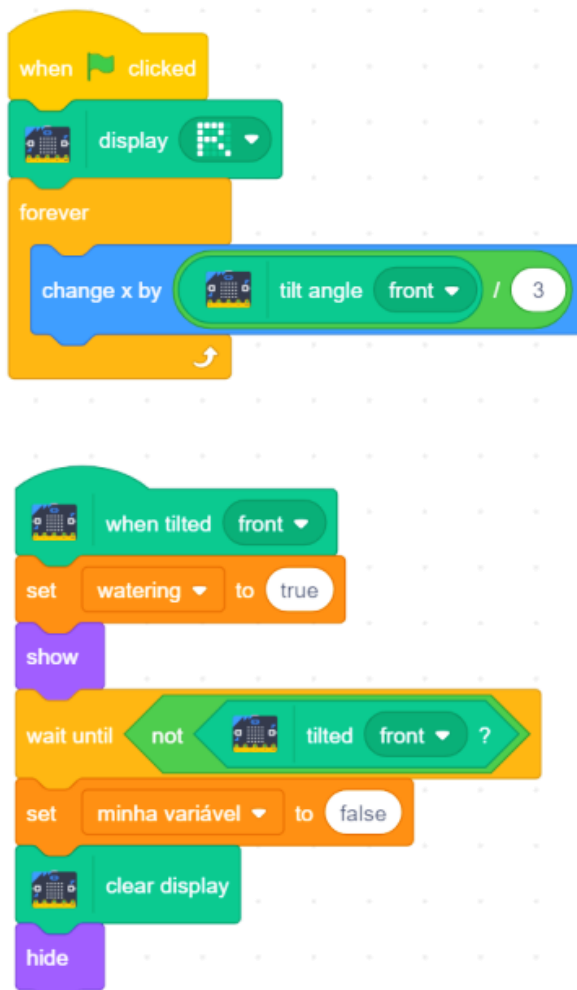 when clicked
display
forever
change x by tilt angle front / 3
when tilted front
set watering to true
show
wait until not tilted front ?
set minha variável to false
clear display
hide